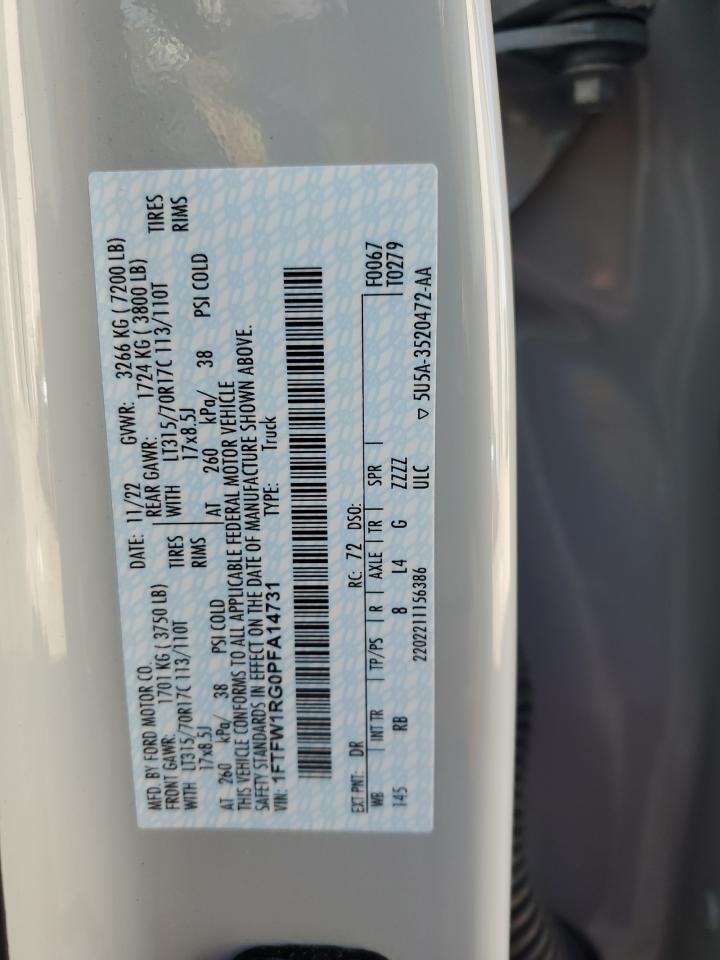 MFD. BY FORD MOTOR CO. DATE: 11/22 GVWR: 3266 KG ( 7200 LB)
FRONT GAWR: 1701 KG ( 3750 LB) REAR GAWR: 1724 KG ( 3800 LB)
WITH LT315/70R17C 113/110T TIRES WITH LT315/70R17C 113/110T TIRES
17x8.5J RIMS 17x8.5J RIMS
AT 260 kPa/ 38 PSI COLD AT 260 kPa/ 38 PSI COLD
THIS VEHICLE CONFORMS TO ALL APPLICABLE FEDERAL MOTOR VEHICLE
SAFETY STANDARDS IN EFFECT ON THE DATE OF MANUFACTURE SHOWN ABOVE.
VIN: 1FTFW1RG0PFA14731 TYPE: Truck
EXT PNT: DR RC: 72 DSO: F0067
WB INT TR TP/PS R AXLE TR SPR T0279
145 RB 8 L4 G ZZZZ
2202211156386 ULC ▽ 5U5A-3520472-AA